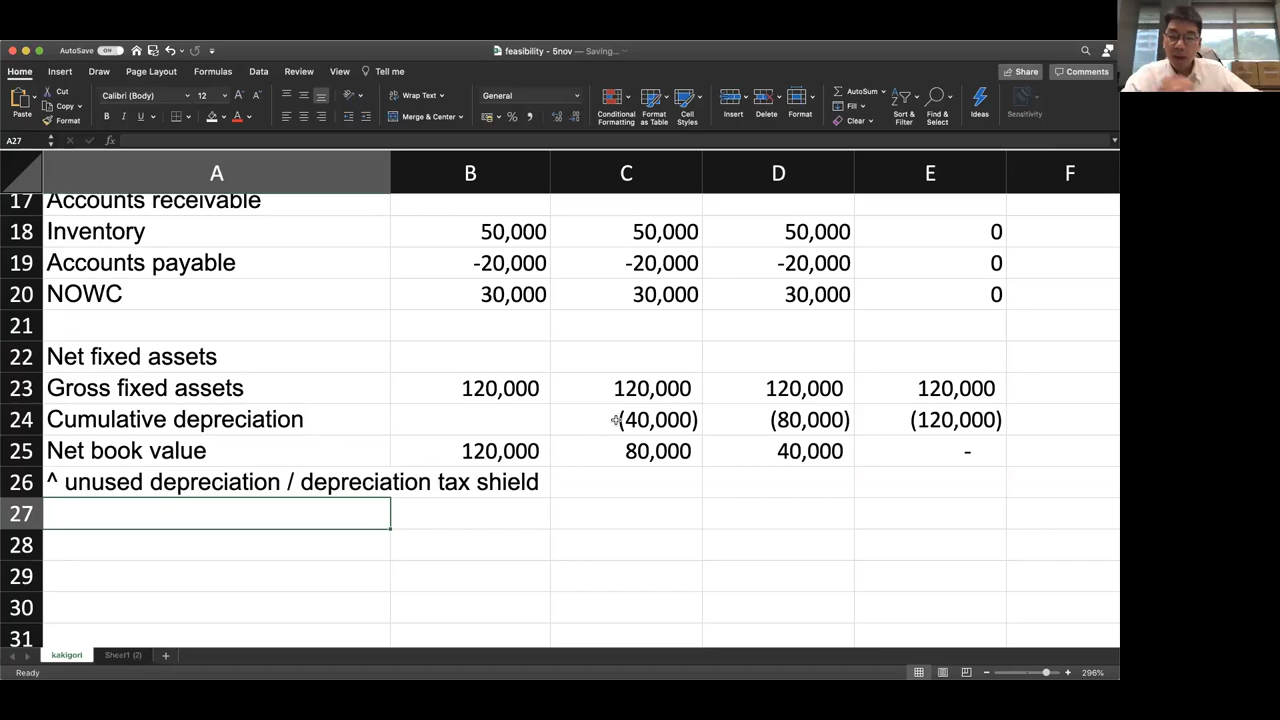 AutoSave ON
feasibility - 5nov — Saving...
Home Insert Draw Page Layout Formulas Data Review View Tell me Share Comments
Paste Cut Copy Format
Calibri (Body) 12 A^ A˅
B I U A
Wrap Text
Merge & Center
General
% ,
Conditional Formatting
Format as Table
Cell Styles
Insert Delete Format
AutoSum
Fill
Clear
Sort & Filter
Find & Select
Ideas
Sensitivity
A27 fx
A B C D E F
17 Accounts receivable
18 Inventory 50,000 50,000 50,000 0
19 Accounts payable -20,000 -20,000 -20,000 0
20 NOWC 30,000 30,000 30,000 0
21
22 Net fixed assets
23 Gross fixed assets 120,000 120,000 120,000 120,000
24 Cumulative depreciation (40,000) (80,000) (120,000)
25 Net book value 120,000 80,000 40,000 -
26 ^ unused depreciation / depreciation tax shield
27
28
29
30
31
kakigori Sheet1 (2) +
Ready 296%